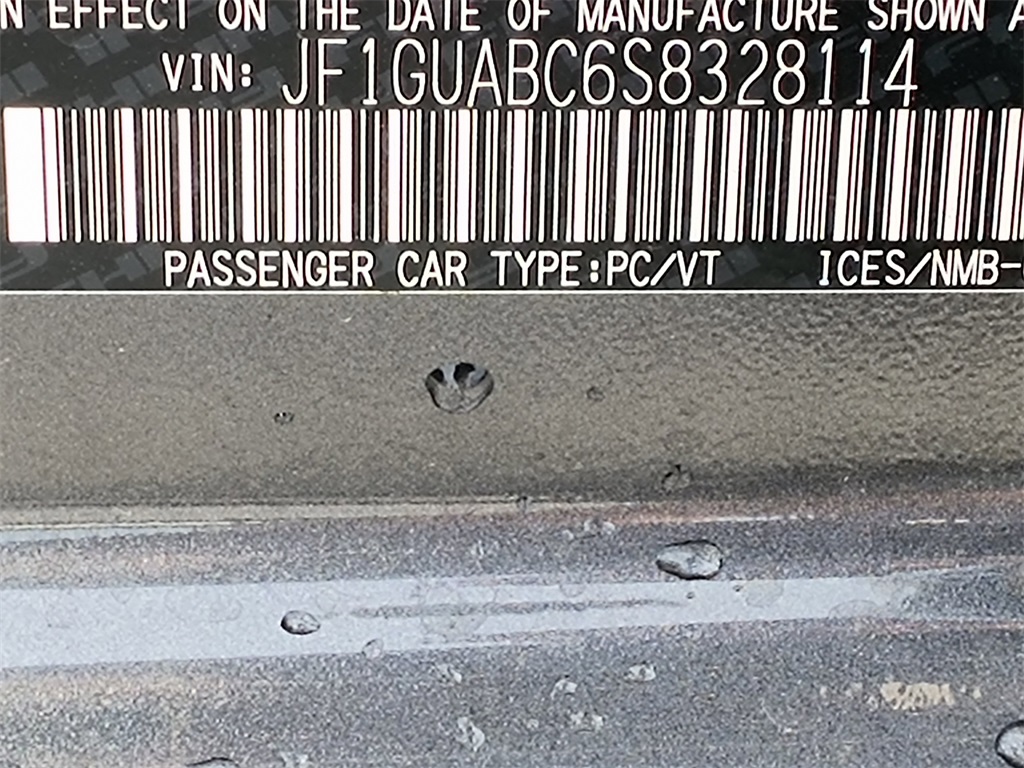 N EFFECT ON THE DATE OF MANUFACTURE SHOWN A
VIN: JF1GUABC6S8328114
PASSENGER CAR TYPE:PC/VT ICES/NMB-